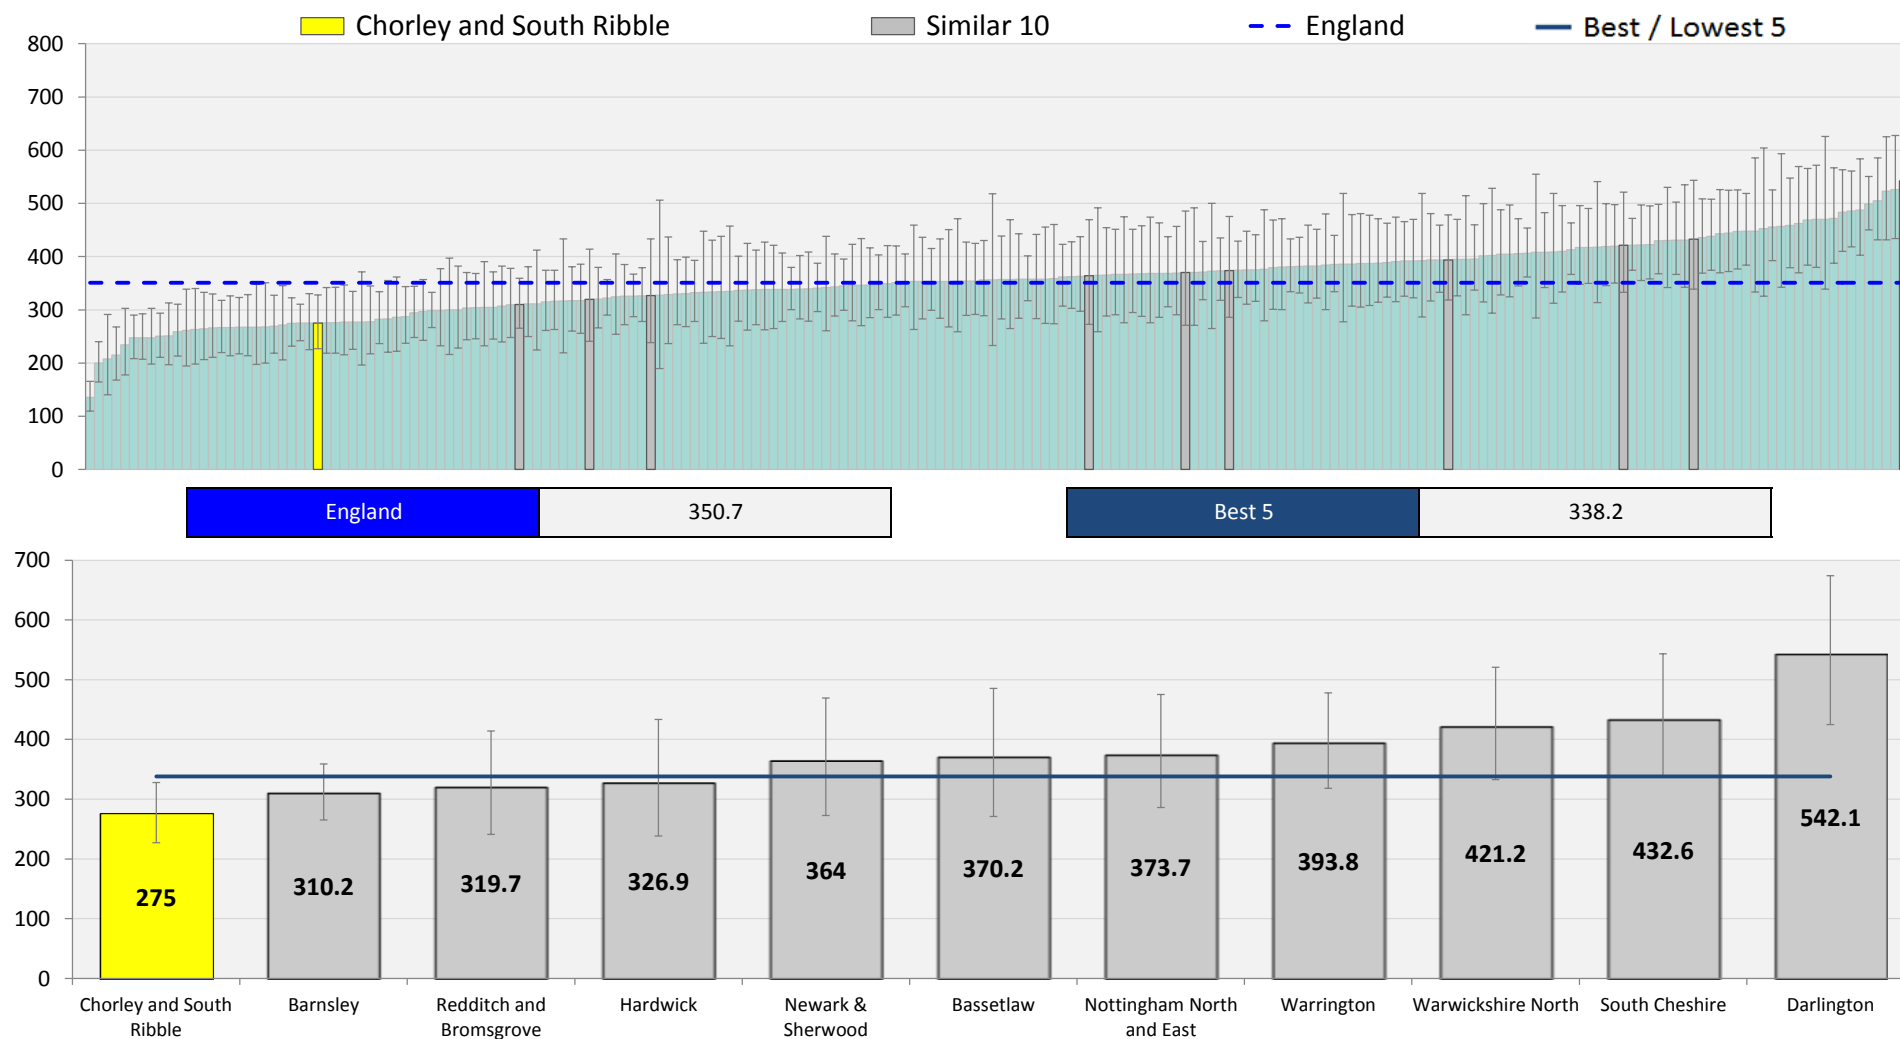 Chorley and South Ribble
Similar 10
England
Best / Lowest 5
800
700
600
500
400
300
200
100
0
England
350.7
Best 5
338.2
700
600
500
400
300
200
100
0
275
310.2
319.7
326.9
364
370.2
373.7
393.8
421.2
432.6
542.1
Chorley and South
Ribble
Barnsley
Redditch and
Bromsgrove
Hardwick
Newark &
Sherwood
Bassetlaw
Nottingham North
and East
Warrington
Warwickshire North
South Cheshire
Darlington